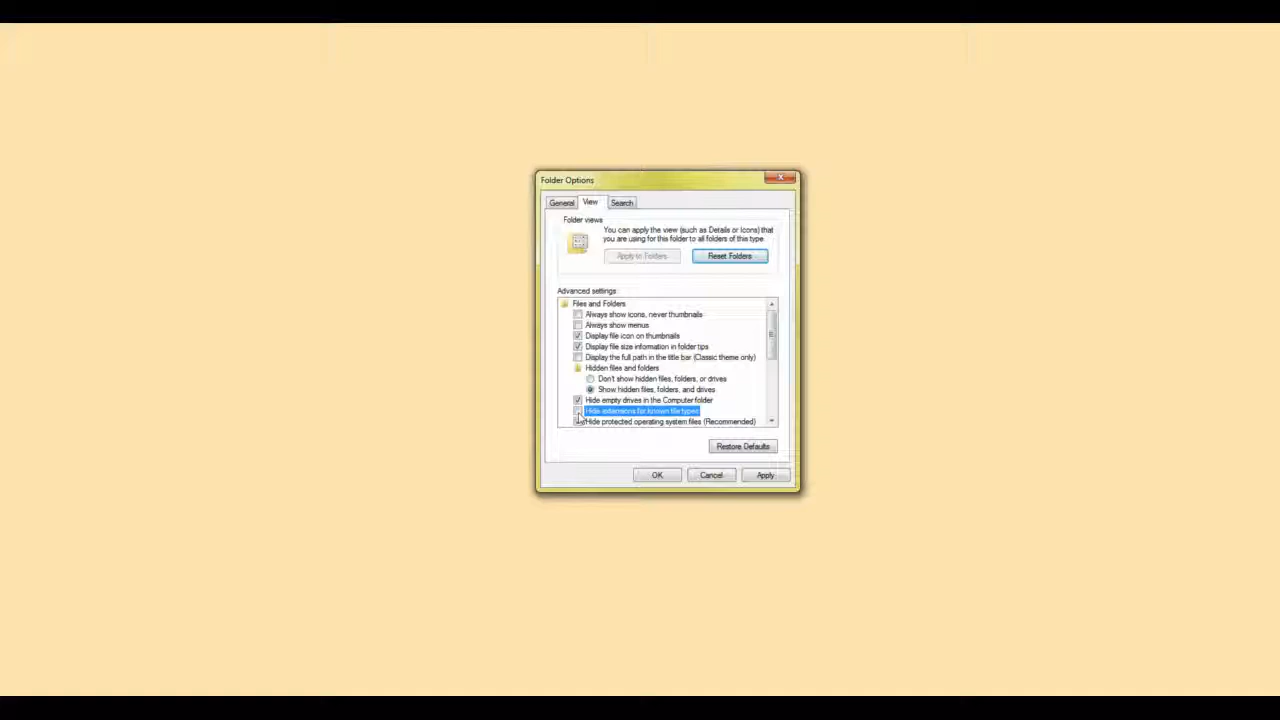 Folder Options
General View Search
Folder views
You can apply the view (such as Details or Icons) that
you are using for this folder to all folders of this type.
Apply to Folders Reset Folders
Advanced settings:
Files and Folders
Always show icons, never thumbnails
Always show menus
Display file icon on thumbnails
Display file size information in folder tips
Display the full path in the title bar (Classic theme only)
Hidden files and folders
Don't show hidden files, folders, or drives
Show hidden files, folders, and drives
Hide empty drives in the Computer folder
Hide extensions for known file types
Hide protected operating system files (Recommended)
Restore Defaults
OK Cancel Apply